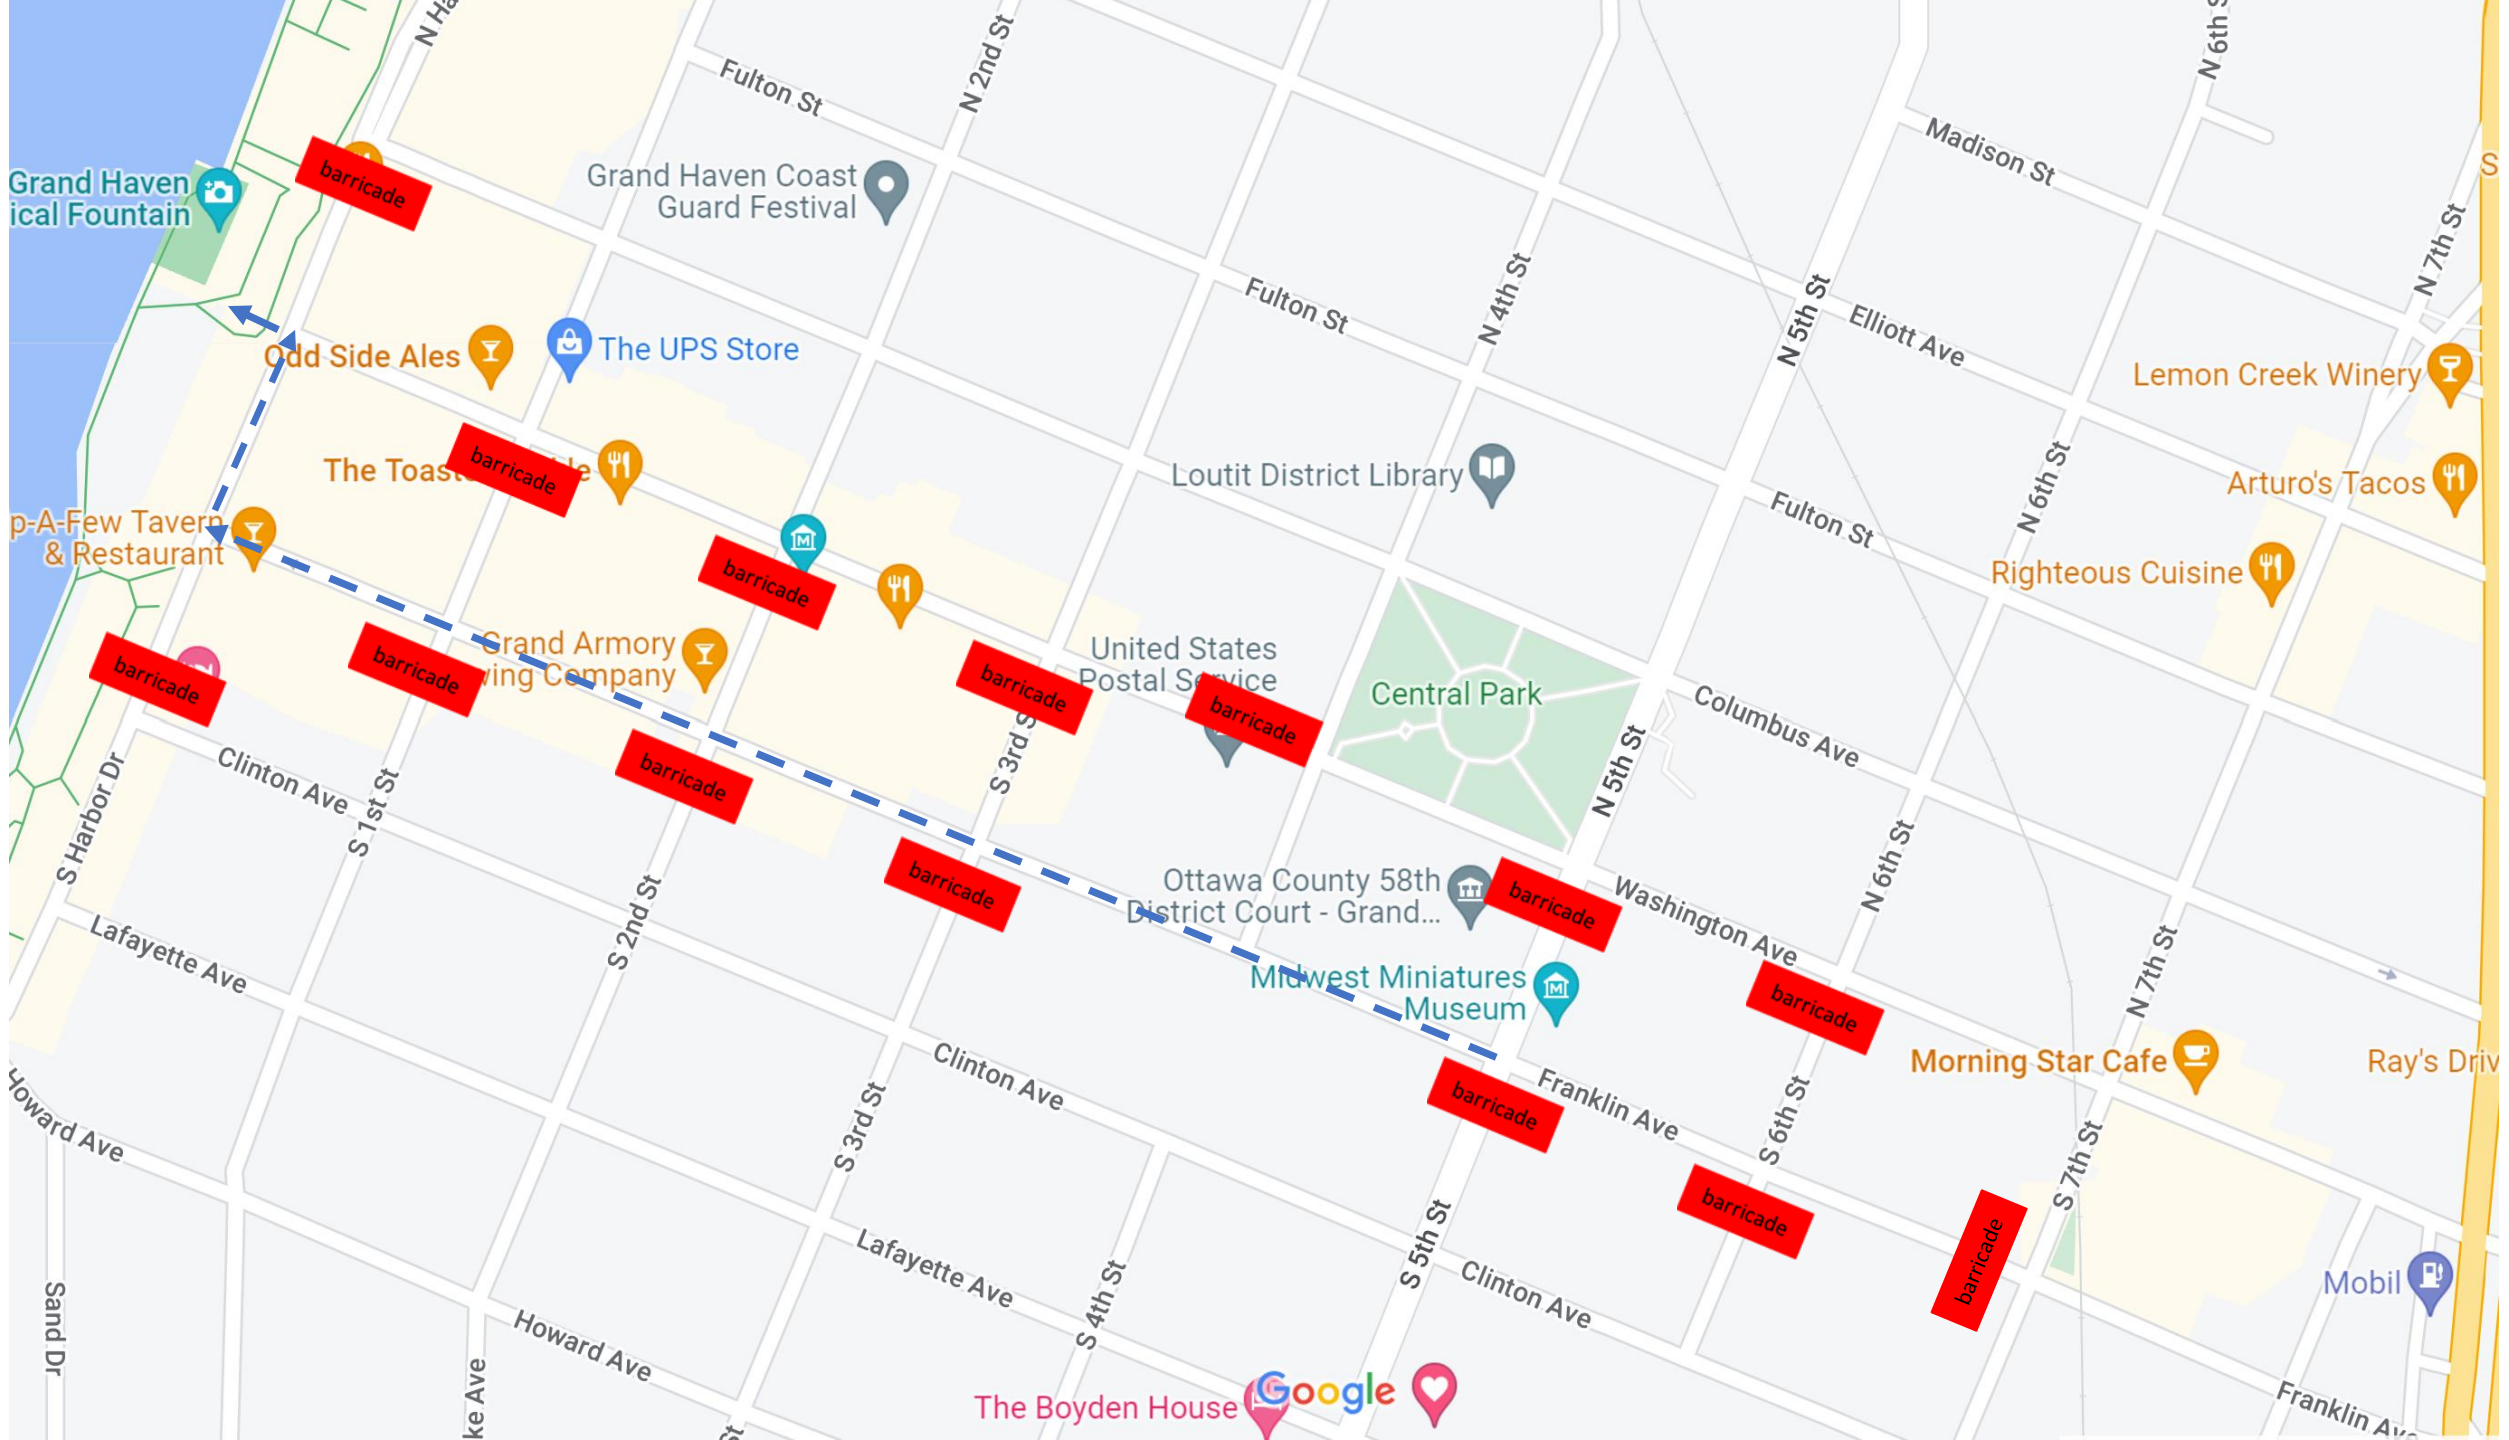 N Ha
N 2nd St
N 6th S
Fulton St
Madison St
barricade
Grand Haven
ical Fountain
Grand Haven Coast
Guard Festival
S
N 7th St
N 4th St
Fulton St
N 5th St
Elliott Ave
Odd Side Ales
The UPS Store
Lemon Creek Winery
barricade
The Toast
le
Loutit District Library
N 6th St
Arturo's Tacos
p-A-Few Tavern
& Restaurant
Fulton St
barricade
Righteous Cuisine
barricade
barricade
Grand Armory
wing Company
barricade
United States
Postal Service
barricade
Central Park
Columbus Ave
S Harbor Dr
Clinton Ave
S 1st St
barricade
S 3rd S
N 5th St
barricade
N 6th St
Ottawa County 58th
District Court - Grand...
barricade
Washington Ave
Lafayette Ave
S 2nd St
Midwest Miniatures
Museum
barricade
N 7th St
Howard Ave
Clinton Ave
barricade
Franklin Ave
Morning Star Cafe
Ray's Driv
S 3rd St
S 6th St
S 7th St
barricade
barricade
Lafayette Ave
S 5th St
Clinton Ave
Mobil
Sand Dr
Howard Ave
S 4th St
ke Ave
St
The Boyden House
Google
Franklin Av